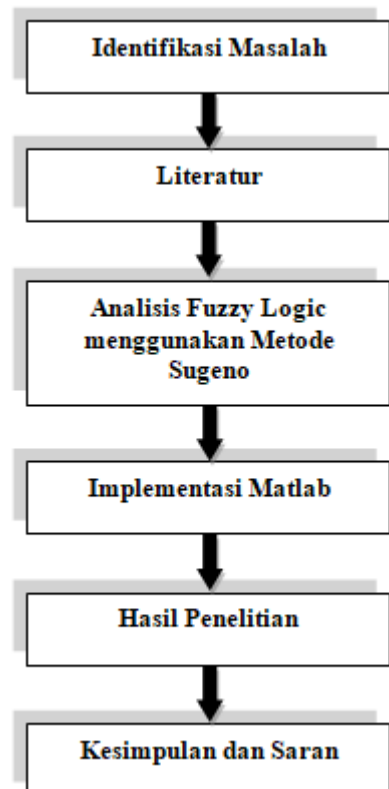 Identifikasi Masalah
Literatur
Analisis Fuzzy Logic
menggunakan Metode
Sugeno
Implementasi Matlab
Hasil Penelitian
Kesimpulan dan Saran